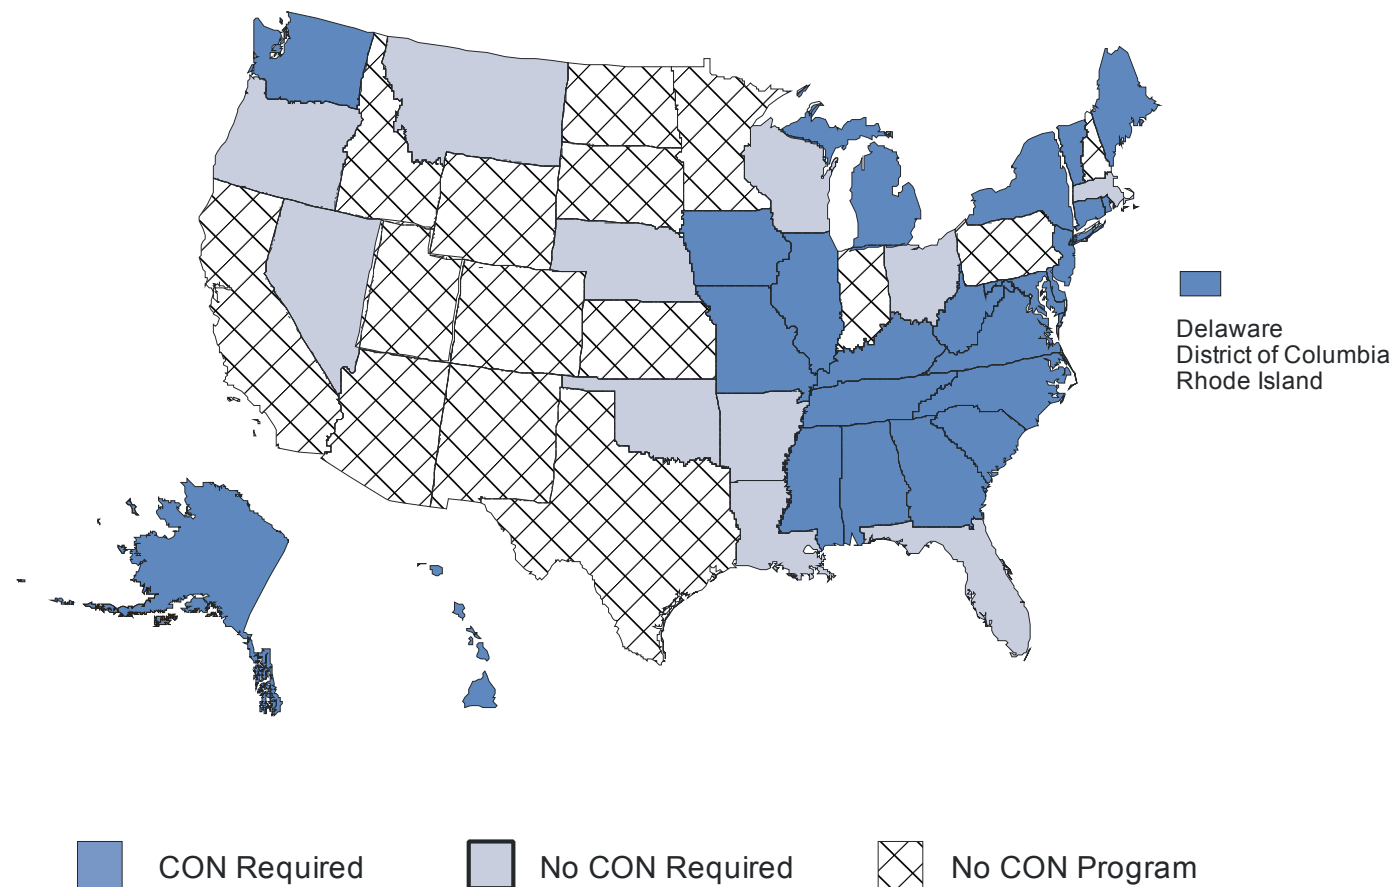 Delaware
District of Columbia
Rhode Island
CON Required
No CON Required
No CON Program